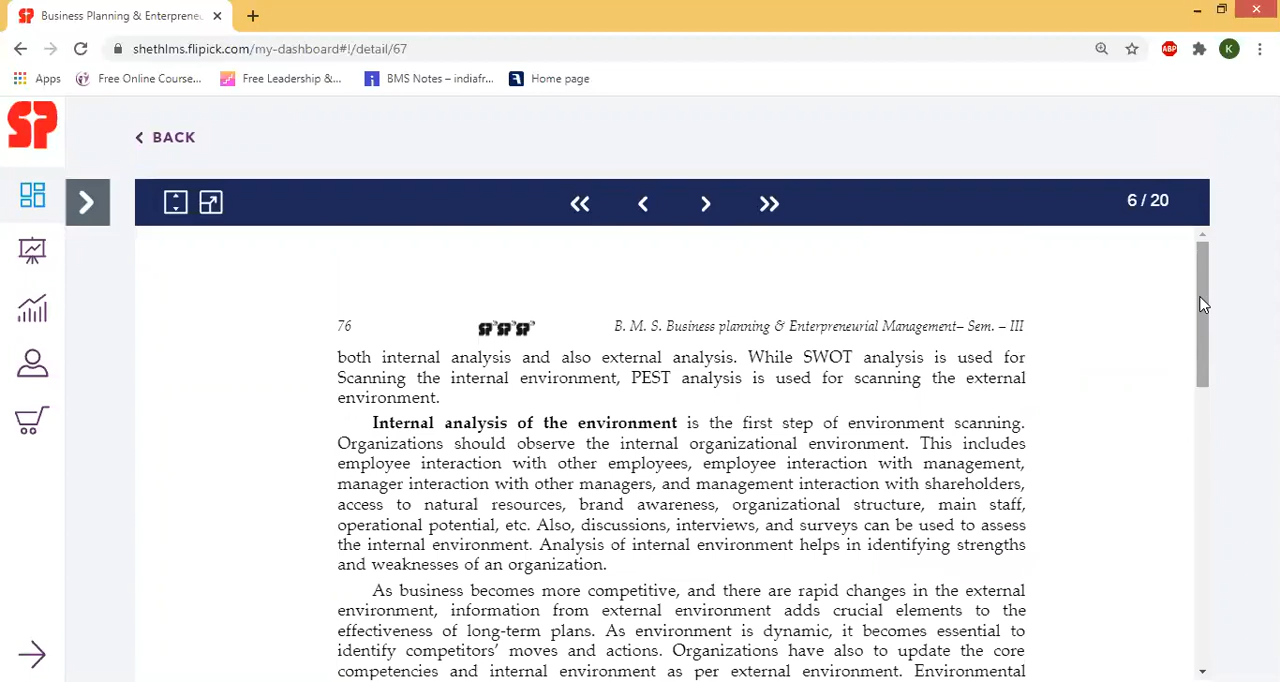 Business Planning & Enterprene
shethlms.flipick.com/my-dashboard#!/detail/67
ABP
K
Apps
Free Online Course...
Free Leadership &...
BMS Notes – indiafr...
Home page
SP
BACK
6 / 20
76
SP SP SP
B. M. S. Business planning & Enterpreneurial Management– Sem. – III
both internal analysis and also external analysis. While SWOT analysis is used for
Scanning the internal environment, PEST analysis is used for scanning the external
environment.
Internal analysis of the environment is the first step of environment scanning.
Organizations should observe the internal organizational environment. This includes
employee interaction with other employees, employee interaction with management,
manager interaction with other managers, and management interaction with shareholders,
access to natural resources, brand awareness, organizational structure, main staff,
operational potential, etc. Also, discussions, interviews, and surveys can be used to assess
the internal environment. Analysis of internal environment helps in identifying strengths
and weaknesses of an organization.
As business becomes more competitive, and there are rapid changes in the external
environment, information from external environment adds crucial elements to the
effectiveness of long-term plans. As environment is dynamic, it becomes essential to
identify competitors’ moves and actions. Organizations have also to update the core
competencies and internal environment as per external environment. Environmental